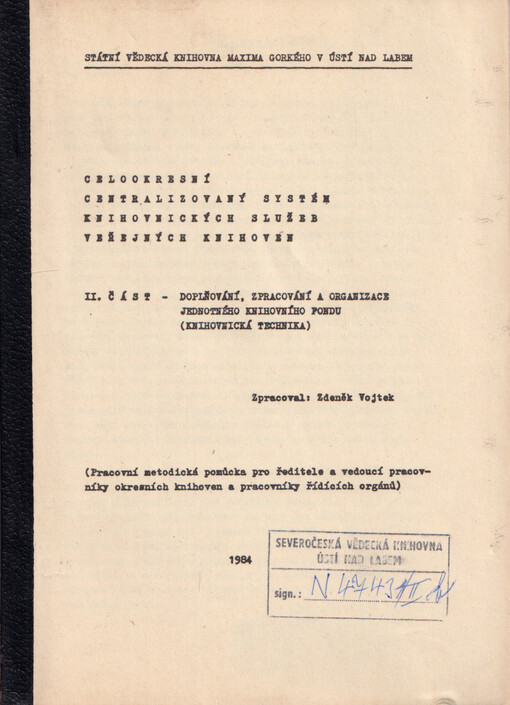 STÁTNÍ VĚDECKÁ KNIHOVNA MAXIMA GORKÉHO V ÚSTÍ NAD LABEM
CELOOKRESNÍ
CENTRALIZOVANÝ SYSTÉM
KNIHOVNICKÝCH SLUŽEB
VEŘEJNÝCH KNIHOVEN
II. ČÁST - DOPLŇOVÁNÍ, ZPRACOVÁNÍ A ORGANIZACE
JEDNOTNÉHO KNIHOVNÍHO FONDU
(KNIHOVNICKÁ TECHNIKA)
Zpracoval: Zdeněk Vojtek
(Pracovní metodická pomůcka pro ředitele a vedoucí pracov-
níky okresních knihoven a pracovníky řídících orgánů)
1984
SEVEROČESKÁ VĚDECKÁ KNIHOVNA
ÚSTÍ NAD LABEM
sign.: N 4743/II